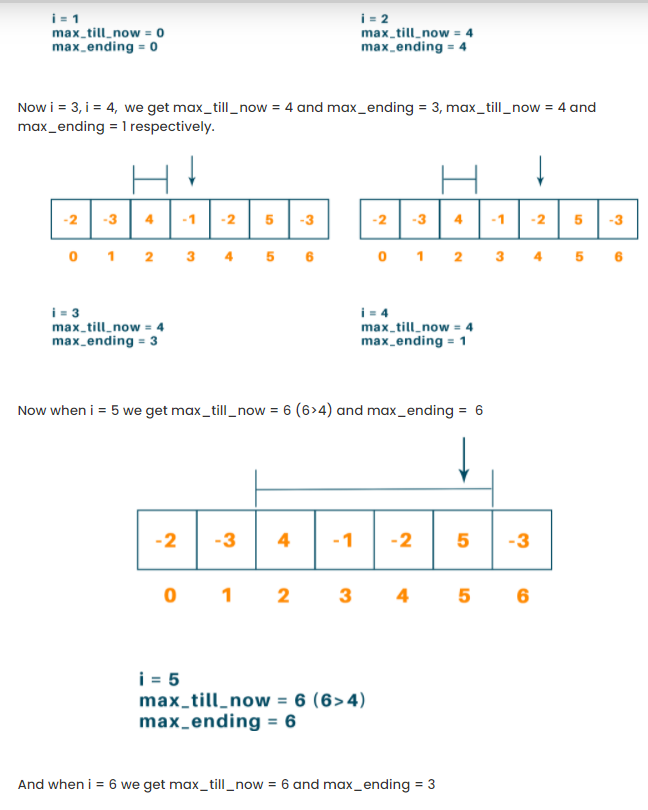 i = 1
max_till_now = 0
max_ending = 0
i = 2
max_till_now = 4
max_ending = 4
Now i = 3, i = 4,  we get max_till_now = 4 and max_ending = 3, max_till_now = 4 and
max_ending = 1 respectively.
-2 -3 4 -1 -2 5 -3
0 1 2 3 4 5 6
i = 3
max_till_now = 4
max_ending = 3
-2 -3 4 -1 -2 5 -3
0 1 2 3 4 5 6
i = 4
max_till_now = 4
max_ending = 1
Now when i = 5 we get max_till_now = 6 (6>4) and max_ending =  6
-2 -3 4 -1 -2 5 -3
0 1 2 3 4 5 6
i = 5
max_till_now = 6 (6>4)
max_ending = 6
And when i = 6 we get max_till_now = 6 and max_ending = 3